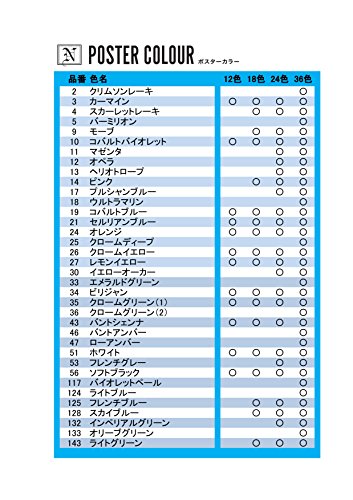 N POSTER COLOUR ポスターカラー
品番 色名 12色 18色 24色 36色
2 クリムソンレーキ ○
3 カーマイン ○ ○ ○ ○
4 スカーレットレーキ ○ ○ ○
5 バーミリオン ○
9 モーブ ○ ○ ○
10 コバルトバイオレット ○ ○ ○ ○
11 マゼンタ ○ ○
12 オペラ ○ ○
13 ヘリオトロープ ○ ○
14 ピンク ○ ○ ○
17 プルシャンブルー ○ ○
18 ウルトラマリン ○
19 コバルトブルー ○ ○ ○ ○
21 セルリアンブルー ○ ○ ○ ○
24 オレンジ ○ ○ ○ ○
25 クロームディープ ○
26 クロームイエロー ○ ○ ○ ○
27 レモンイエロー ○ ○ ○ ○
30 イエローオーカー ○ ○
33 エメラルドグリーン ○
34 ビリジャン ○ ○ ○ ○
35 クロームグリーン(1) ○ ○ ○ ○
36 クロームグリーン(2) ○
43 バントシェンナ ○ ○ ○ ○
46 バントアンバー ○
47 ローアンバー ○
51 ホワイト ○ ○ ○ ○
53 フレンチグレー ○ ○
56 ソフトブラック ○ ○ ○ ○
117 バイオレットペール ○
124 ライトブルー ○
125 フレンチブルー ○ ○ ○
128 スカイブルー ○ ○ ○
132 インペリアルグリーン ○ ○
133 オリーブグリーン ○
143 ライトグリーン ○ ○ ○